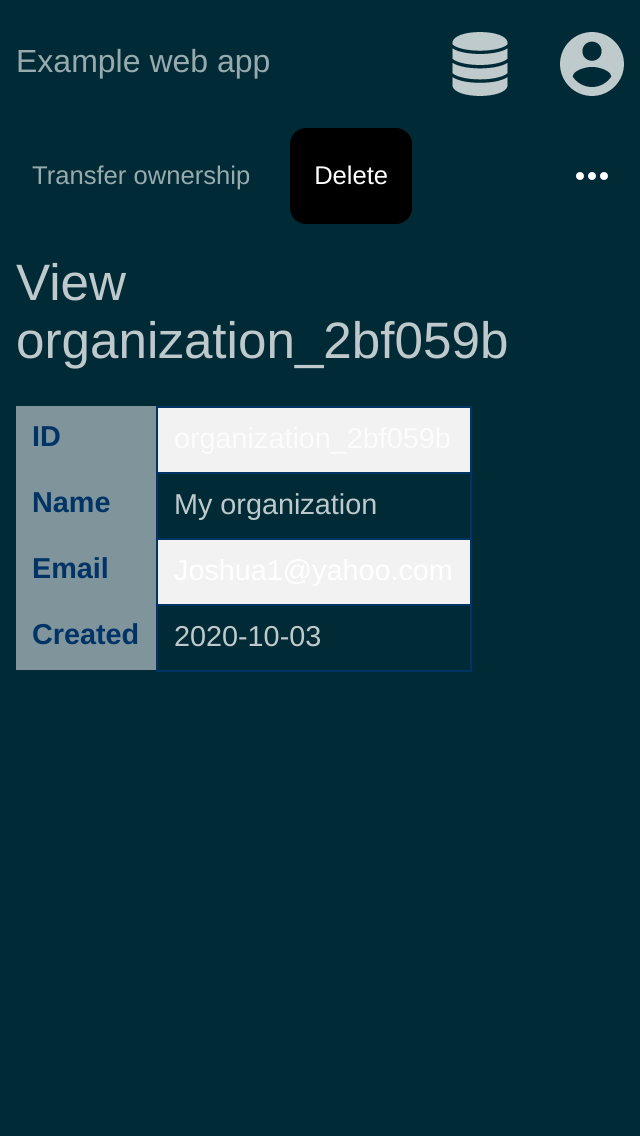 Example web app
Transfer ownership
Delete
View
organization_2bf059b
ID
organization_2bf059b
Name
My organization
Email
Joshua1@yahoo.com
Created
2020-10-03